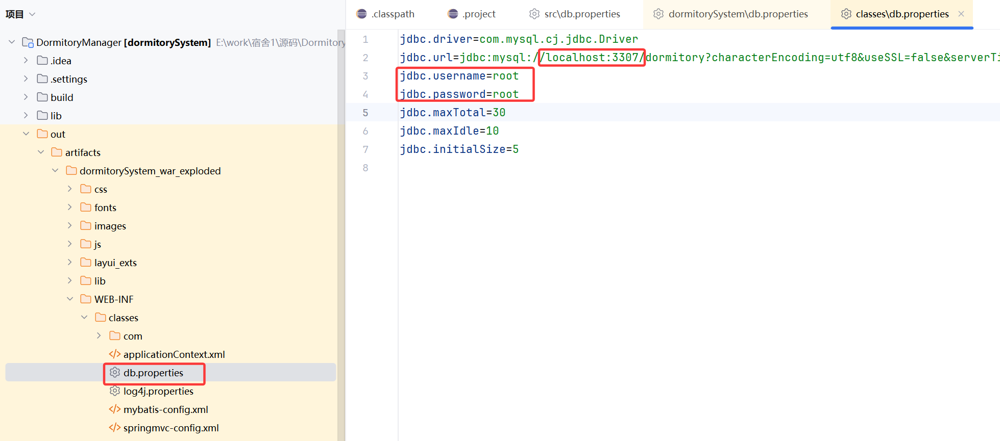 项目
DormitoryManager [dormitorySystem] E:\work\宿舍1\源码\Dormitory
.idea
.settings
build
lib
out
artifacts
dormitorySystem_war_exploded
css
fonts
images
js
layui_exts
lib
WEB-INF
classes
com
applicationContext.xml
db.properties
log4j.properties
mybatis-config.xml
springmvc-config.xml
.classpath
.project
src\db.properties
dormitorySystem\db.properties
classes\db.properties
1 jdbc.driver=com.mysql.cj.jdbc.Driver
2 jdbc.url=jdbc:mysql://localhost:3307/dormitory?characterEncoding=utf8&useSSL=false&serverTi
3 jdbc.username=root
4 jdbc.password=root
5 jdbc.maxTotal=30
6 jdbc.maxIdle=10
7 jdbc.initialSize=5
8